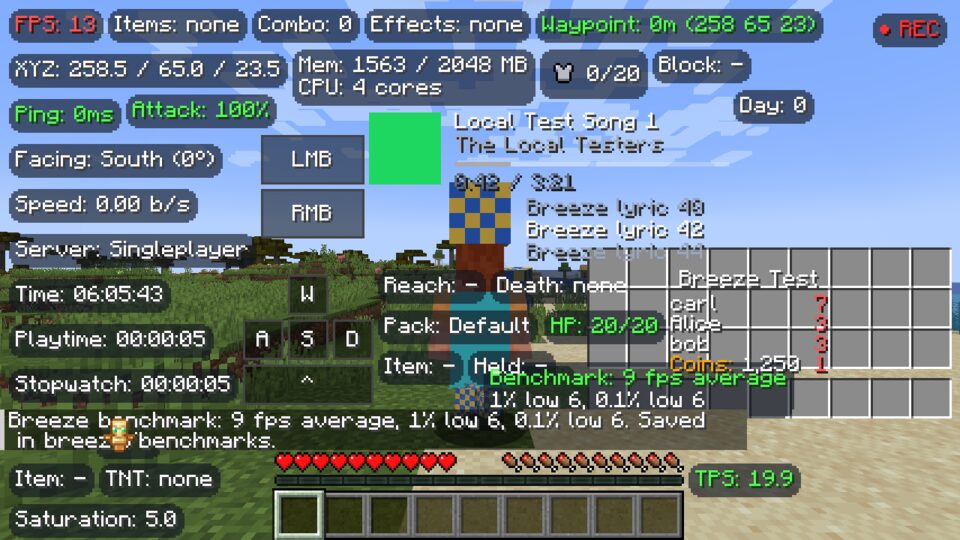 FPS: 13 Items: none Combo: 0 Effects: none Waypoint: 0m (258 65 23) REC
XYZ: 258.5 / 65.0 / 23.5 Mem: 1563 / 2048 MB 0/20 Block: -
CPU: 4 cores
Ping: 0ms Attack: 100% Day: 0
Local Test Song 1
The Local Testers
Facing: South (0°) LMB
0:42 / 3:21
Speed: 0.00 b/s RMB
Breeze lyric 40
Breeze lyric 42
Breeze lyric 44
Server: Singleplayer
Breeze Test
Time: 06:05:43 W Reach: - Death: none
carl 7
Pack: Default HP: 20/20 Alice 3
Playtime: 00:00:05 A S D
bob 3
Item: - Held: - Coins: 1,250 1
Stopwatch: 00:00:05 ^
Benchmark: 9 fps average
1% low 6, 0.1% low 6
Breeze benchmark: 9 fps average, 1% low 6, 0.1% low 6. Saved
in breeze benchmarks.
Item: - TNT: none TPS: 19.9
Saturation: 5.0